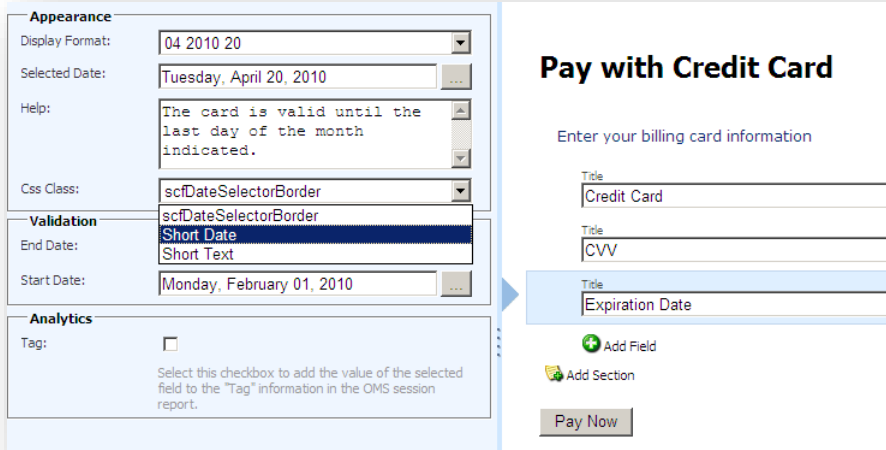 Appearance
Display Format: 04 2010 20
Selected Date: Tuesday, April 20, 2010 ...
Help: The card is valid until the
last day of the month
indicated.
Css Class: scfDateSelectorBorder
scfDateSelectorBorder
Short Date
Short Text
Validation
End Date:
Start Date: Monday, February 01, 2010 ...
Analytics
Tag:
Select this checkbox to add the value of the selected
field to the "Tag" information in the OMS session
report.
Pay with Credit Card
Enter your billing card information
Title
Credit Card
Title
CVV
Title
Expiration Date
Add Field
Add Section
Pay Now